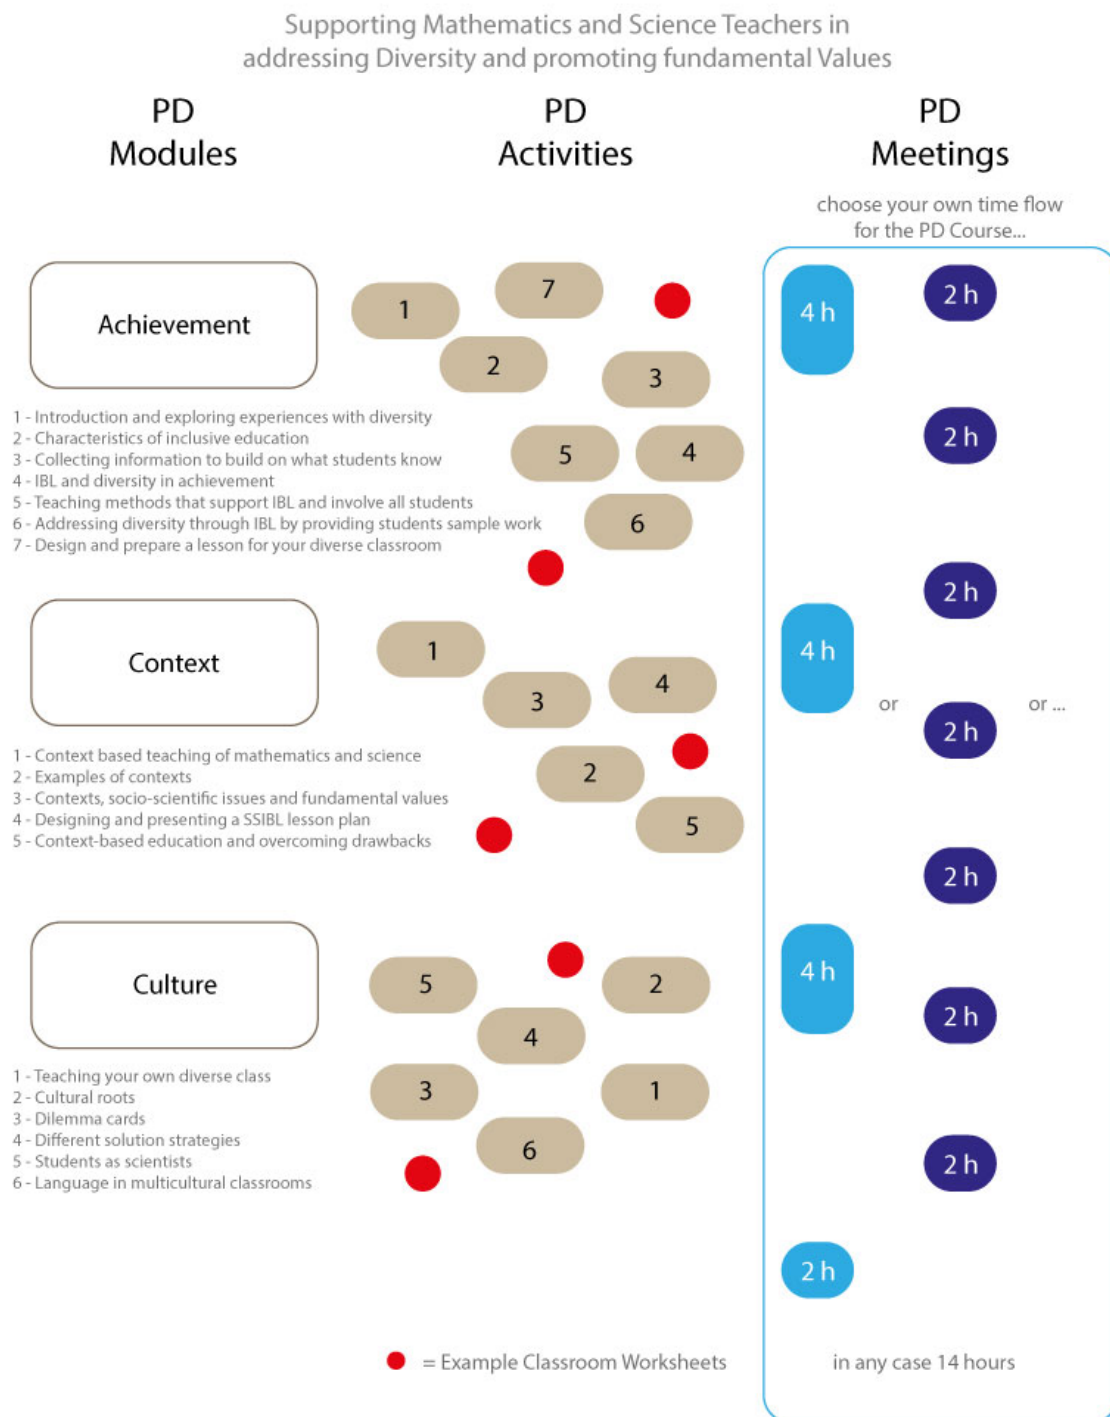 Supporting Mathematics and Science Teachers in
addressing Diversity and promoting fundamental Values
PD
Modules
PD
Activities
PD
Meetings
choose your own time flow
for the PD Course...
Achievement
1 - Introduction and exploring experiences with diversity
2 - Characteristics of inclusive education
3 - Collecting information to build on what students know
4 - IBL and diversity in achievement
5 - Teaching methods that support IBL and involve all students
6 - Addressing diversity through IBL by providing students sample work
7 - Design and prepare a lesson for your diverse classroom
1
7
2
3
5
4
6
Context
1 - Context based teaching of mathematics and science
2 - Examples of contexts
3 - Contexts, socio-scientific issues and fundamental values
4 - Designing and presenting a SSIBL lesson plan
5 - Context-based education and overcoming drawbacks
1
4
3
2
5
Culture
1 - Teaching your own diverse class
2 - Cultural roots
3 - Dilemma cards
4 - Different solution strategies
5 - Students as scientists
6 - Language in multicultural classrooms
5
2
4
3
1
6
4 h
4 h
4 h
2 h
or
2 h
2 h
2 h
2 h
2 h
2 h
2 h
or ...
= Example Classroom Worksheets
in any case 14 hours